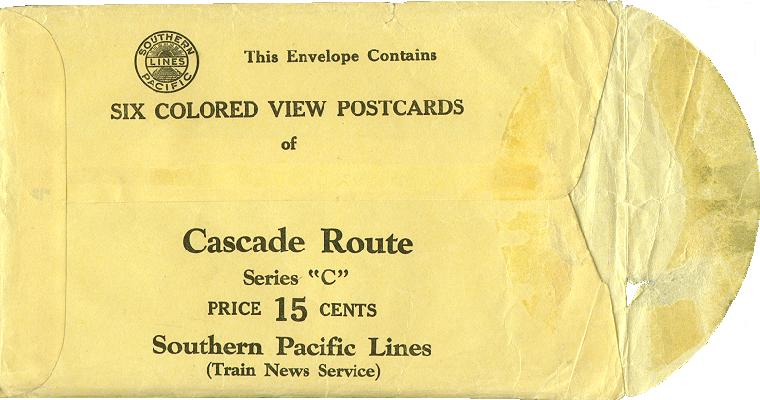 SOUTHERN
LINES
PACIFIC
This Envelope Contains
SIX COLORED VIEW POSTCARDS
of
Cascade Route
Series "C"
PRICE 15 CENTS
Southern Pacific Lines
(Train News Service)